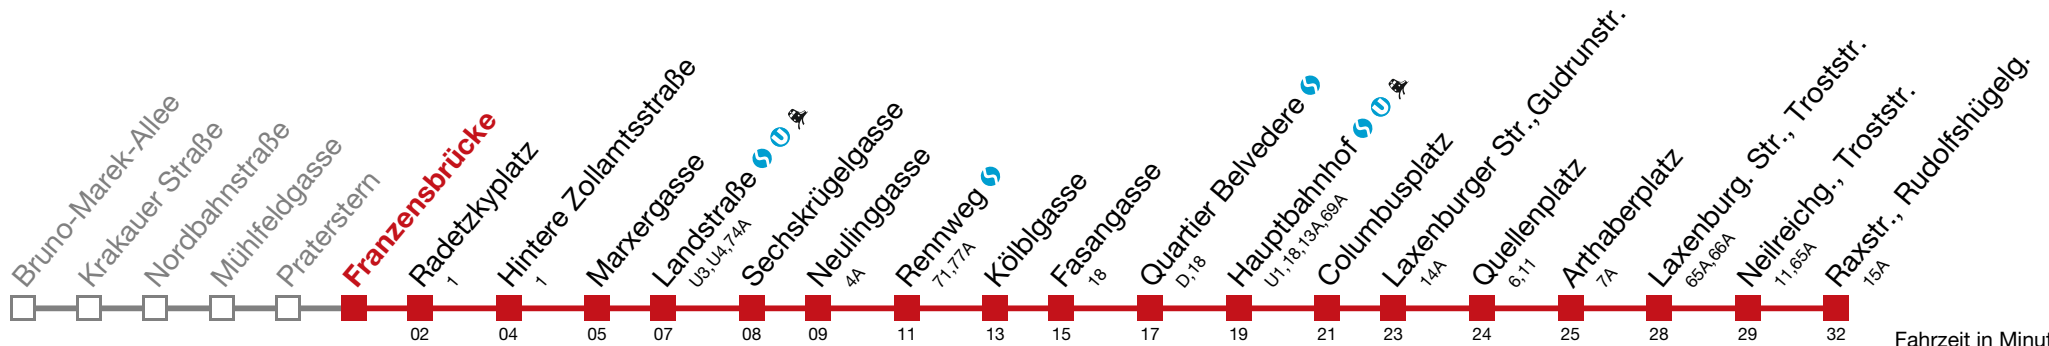 Bruno-Marek-Allee
Krakauer Straße
Nordbahnstraße
Mühlfeldgasse
Praterstern
Franzensbrücke
Radetzkyplatz
1
02
Hintere Zollamtsstraße
1
04
Marxergasse
05
Landstraße
U3,U4,74A
07
Sechskrügelgasse
08
Neulinggasse
4A
09
Rennweg
71,77A
11
Kölblgasse
13
Fasangasse
18
15
Quartier Belvedere
D,18
17
Hauptbahnhof
U1,18,13A,69A
19
Columbusplatz
21
Laxenburger Str.,Gudrunstr.
14A
23
Quellenplatz
6,11
24
Arthaberplatz
7A
25
Laxenburg. Str., Troststr.
65A,66A
28
Neilreichg., Troststr.
11,65A
29
Raxstr., Rudolfshügelg.
15A
32
Fahrzeit in Minut